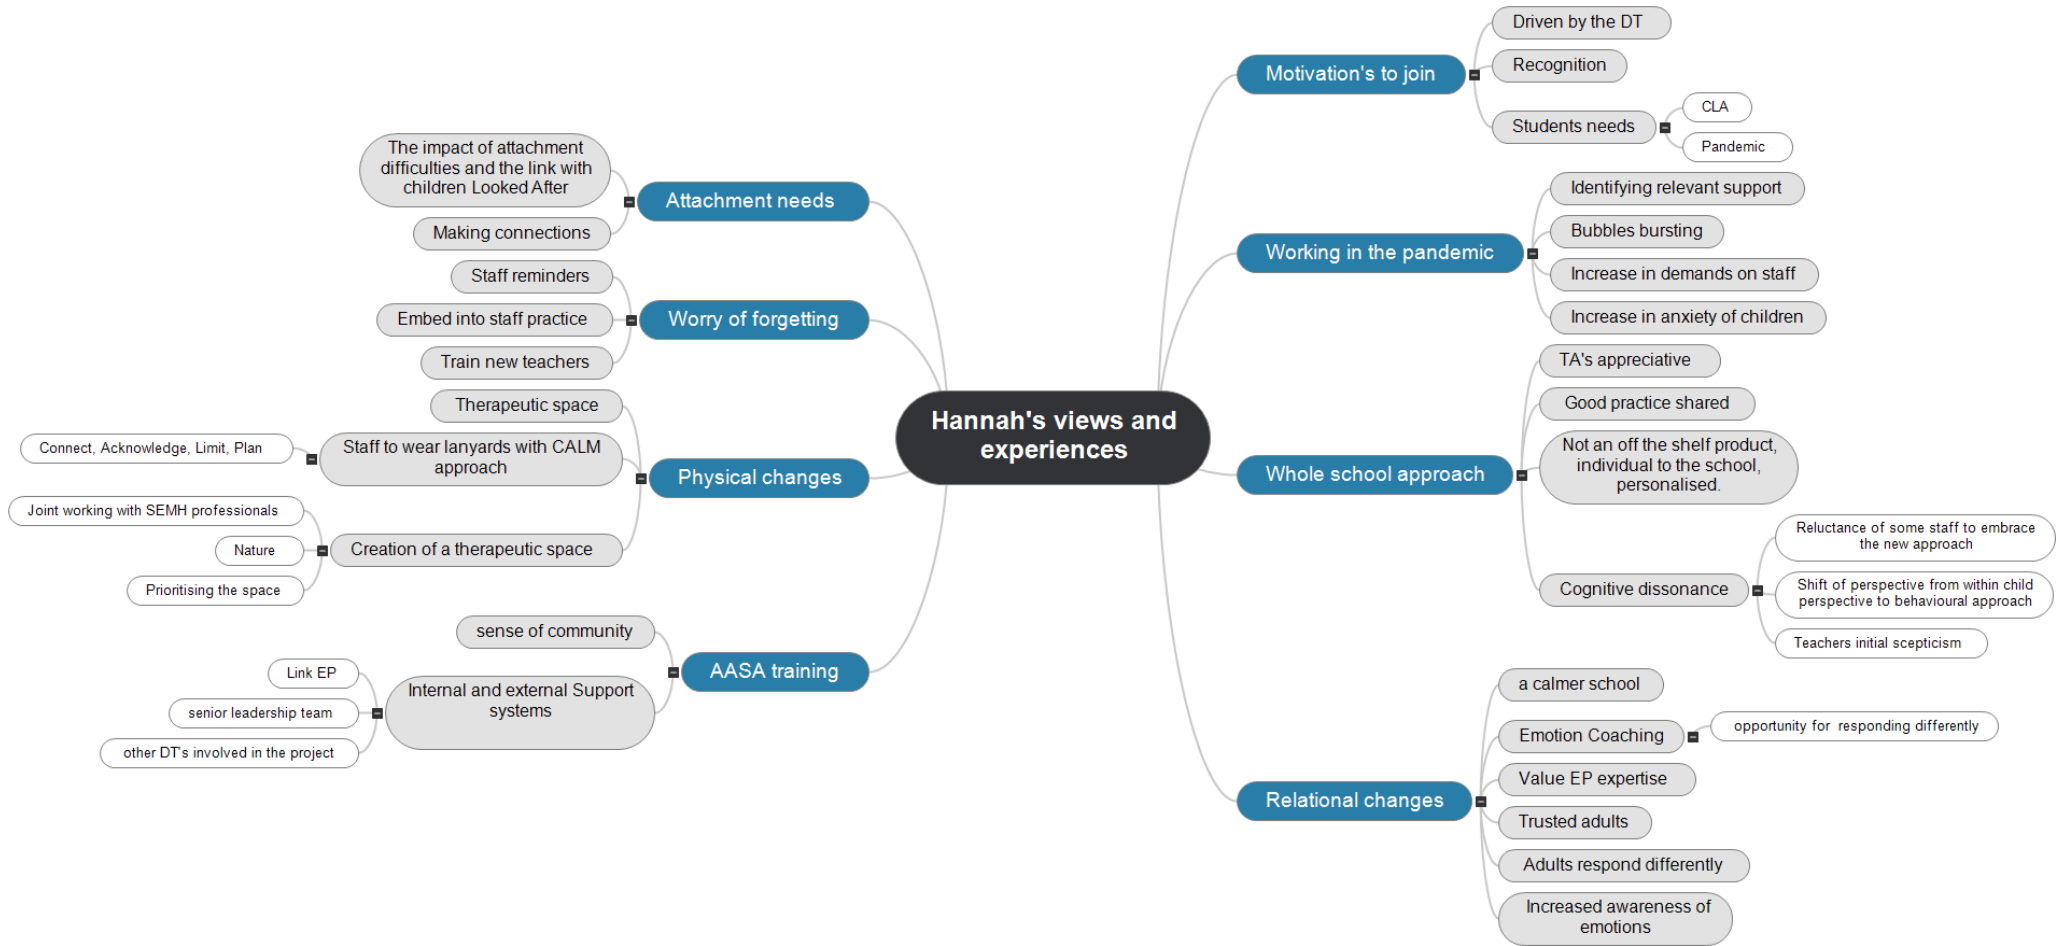 Hannah's views and
experiences
Motivation's to join
Driven by the DT
Recognition
Students needs
CLA
Pandemic
Working in the pandemic
Identifying relevant support
Bubbles bursting
Increase in demands on staff
Increase in anxiety of children
Whole school approach
TA's appreciative
Good practice shared
Not an off the shelf product,
individual to the school,
personalised.
Cognitive dissonance
Reluctance of some staff to embrace
the new approach
Shift of perspective from within child
perspective to behavioural approach
Teachers initial scepticism
Relational changes
a calmer school
Emotion Coaching
opportunity for  responding differently
Value EP expertise
Trusted adults
Adults respond differently
Increased awareness of
emotions
Attachment needs
The impact of attachment
difficulties and the link with
children Looked After
Making connections
Worry of forgetting
Staff reminders
Embed into staff practice
Train new teachers
Physical changes
Therapeutic space
Staff to wear lanyards with CALM
approach
Connect, Acknowledge, Limit, Plan
Creation of a therapeutic space
Joint working with SEMH professionals
Nature
Prioritising the space
AASA training
sense of community
Internal and external Support
systems
Link EP
senior leadership team
other DT's involved in the project